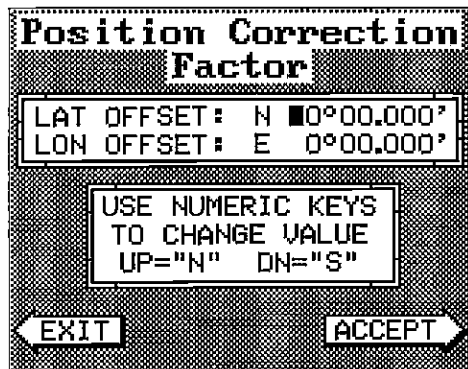 Position Correction
Factor
LAT OFFSET: N 0°00.000'
LON OFFSET: E 0°00.000'
USE NUMERIC KEYS
TO CHANGE VALUE
UP="N" DN="S"
EXIT ACCEPT